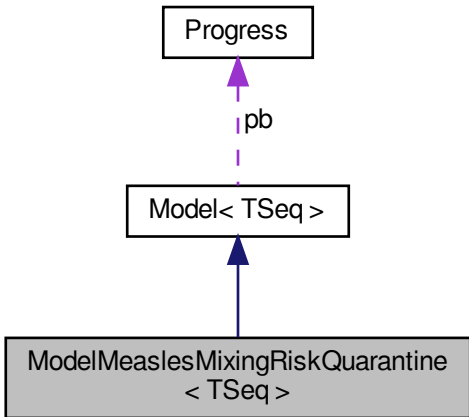 Progress
pb
Model< TSeq >
ModelMeaslesMixingRiskQuarantine
< TSeq >